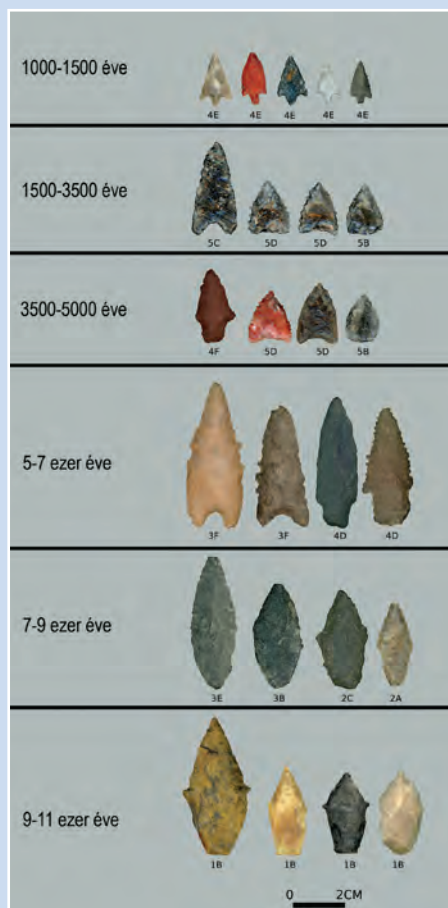 1000-1500 éve
4E 4E 4E 4E 4E
1500-3500 éve
5C 5D 5D 5B
3500-5000 éve
4F 5D 5D 5B
5-7 ezer éve
3F 3F 4D 4D
7-9 ezer éve
3E 3B 2C 2A
9-11 ezer éve
1B 1B 1B 1B
0 2CM